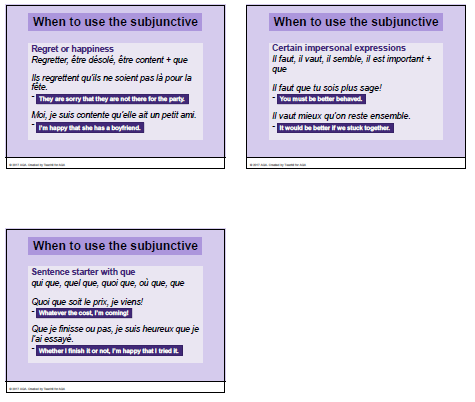 When to use the subjunctive
Regret or happiness
Regretter, être désolé, être content + que
Ils regrettent qu'ils ne soient pas là pour la
fête.
- They are sorry that they are not there for the party.
Moi, je suis contente qu'elle ait un petit ami.
- I'm happy that she has a boyfriend.
When to use the subjunctive
Certain impersonal expressions
Il faut, il vaut, il semble, il est important +
que
Il faut que tu sois plus sage!
- You must be better behaved.
Il vaut mieux qu'on reste ensemble.
- It would be better if we stuck together.
When to use the subjunctive
Sentence starter with que
qui que, quel que, quoi que, où que, que
Quoi que soit le prix, je viens!
- Whatever the cost, I'm coming!
Que je finisse ou pas, je suis heureux que je
l'ai essayé.
- Whether I finish it or not, I'm happy that I tried it.